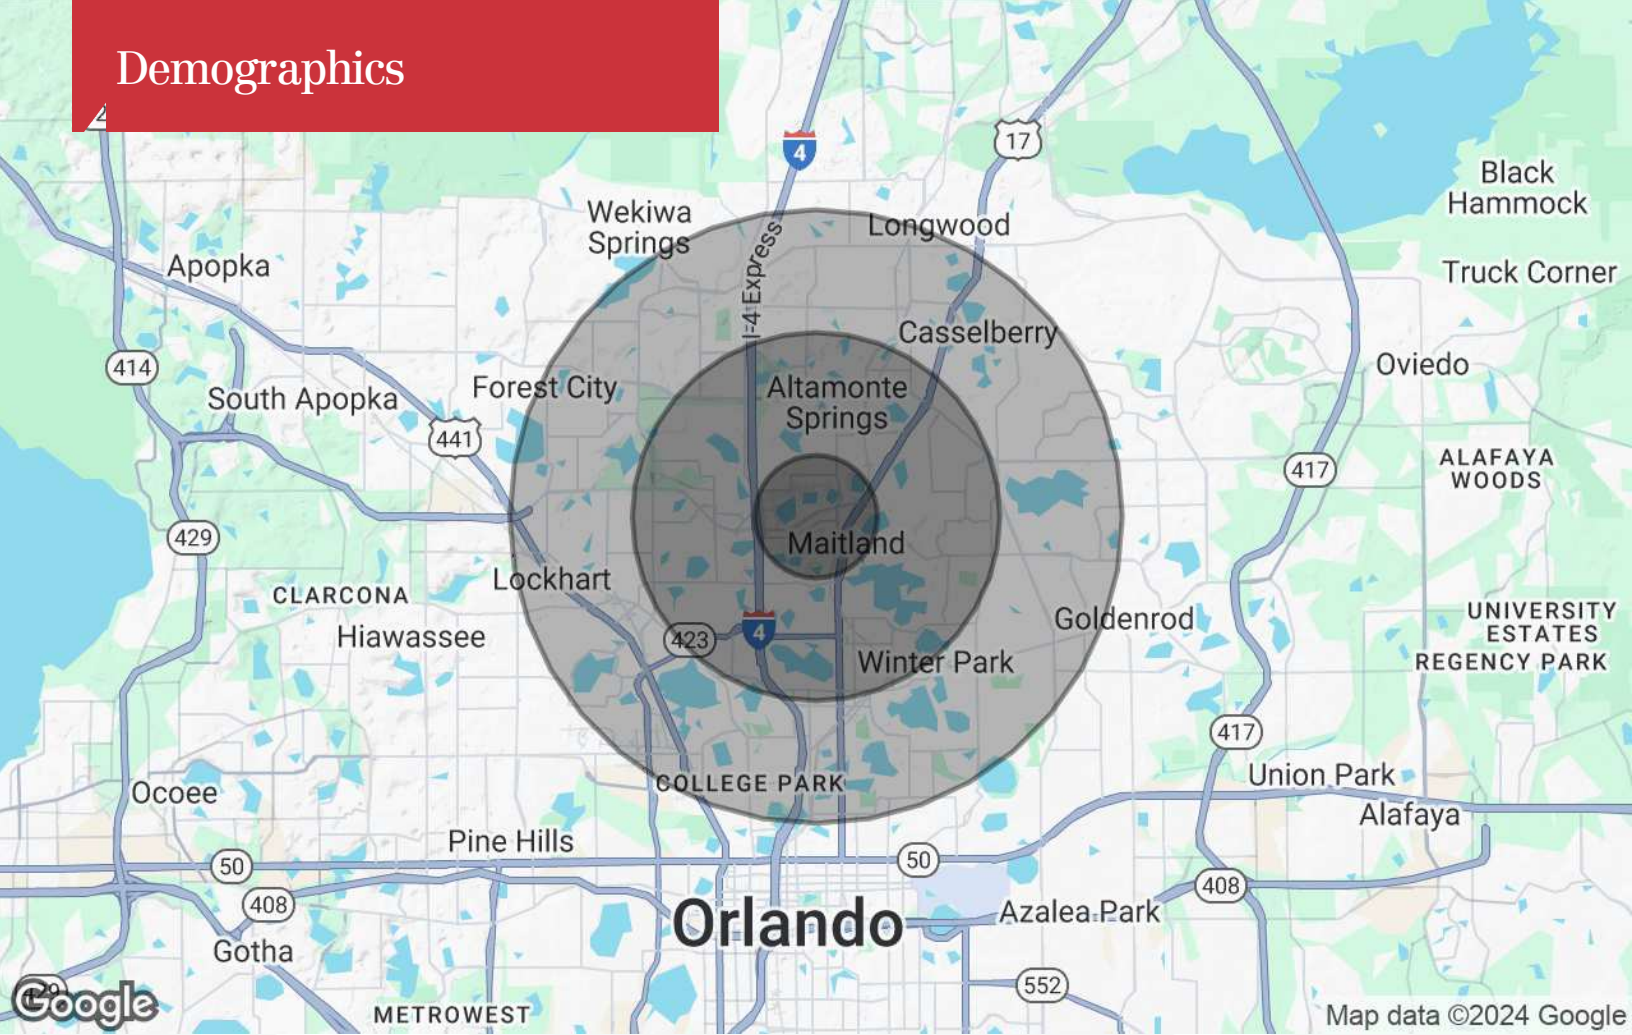 Demographics
4
17
Black
Hammock
Wekiwa
Springs
Longwood
Apopka
I-4 Express
Truck Corner
Casselberry
414
Oviedo
South Apopka
Forest City
Altamonte
Springs
441
417
ALAFAYA
WOODS
429
Maitland
Lockhart
CLARCONA
Hiawassee
423
4
Goldenrod
UNIVERSITY
ESTATES
REGENCY PARK
Winter Park
417
Union Park
COLLEGE PARK
Ocoee
Alafaya
Pine Hills
50
50
408
408
Orlando
Azalea Park
Gotha
552
429
Google
METROWEST
Map data ©2024 Google